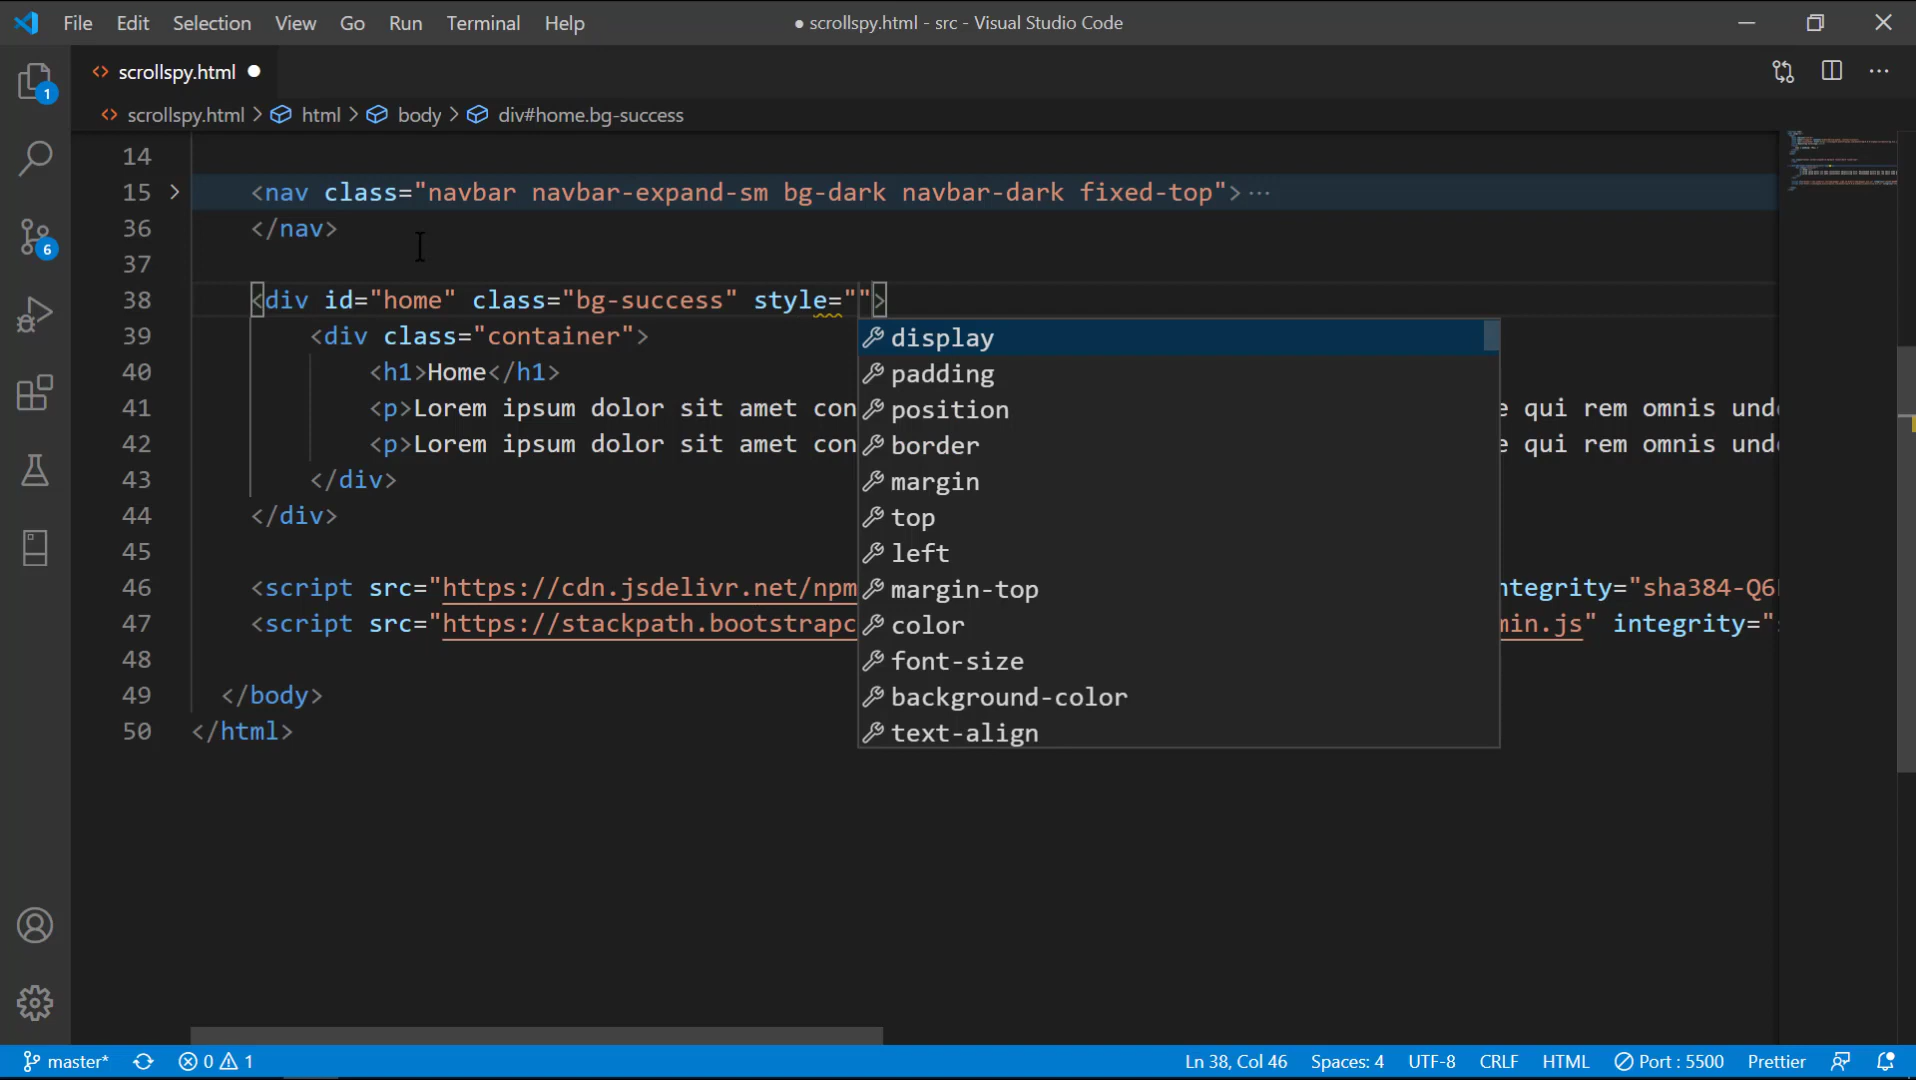 File Edit Selection View Go Run Terminal Help
● scrollspy.html - src - Visual Studio Code
scrollspy.html ●
scrollspy.html > html > body > div#home.bg-success
14
15 > <nav class="navbar navbar-expand-sm bg-dark navbar-dark fixed-top">···
36 </nav>
37
38 <div id="home" class="bg-success" style="">
39 <div class="container">
40 <h1>Home</h1>
41 <p>Lorem ipsum dolor sit amet con qui rem omnis
42 <p>Lorem ipsum dolor sit amet con qui rem omnis
43 </div>
44 </div>
45
46 <script src="https://cdn.jsdelivr.net/npm ntegrity="sha384-Q6
47 <script src="https://stackpath.bootstrapc min.js" integrity="
48
49 </body>
50 </html>
display
padding
position
border
margin
top
left
margin-top
color
font-size
background-color
text-align
1
6
master* 0 1 Ln 38, Col 46 Spaces: 4 UTF-8 CRLF HTML Port : 5500 Prettier